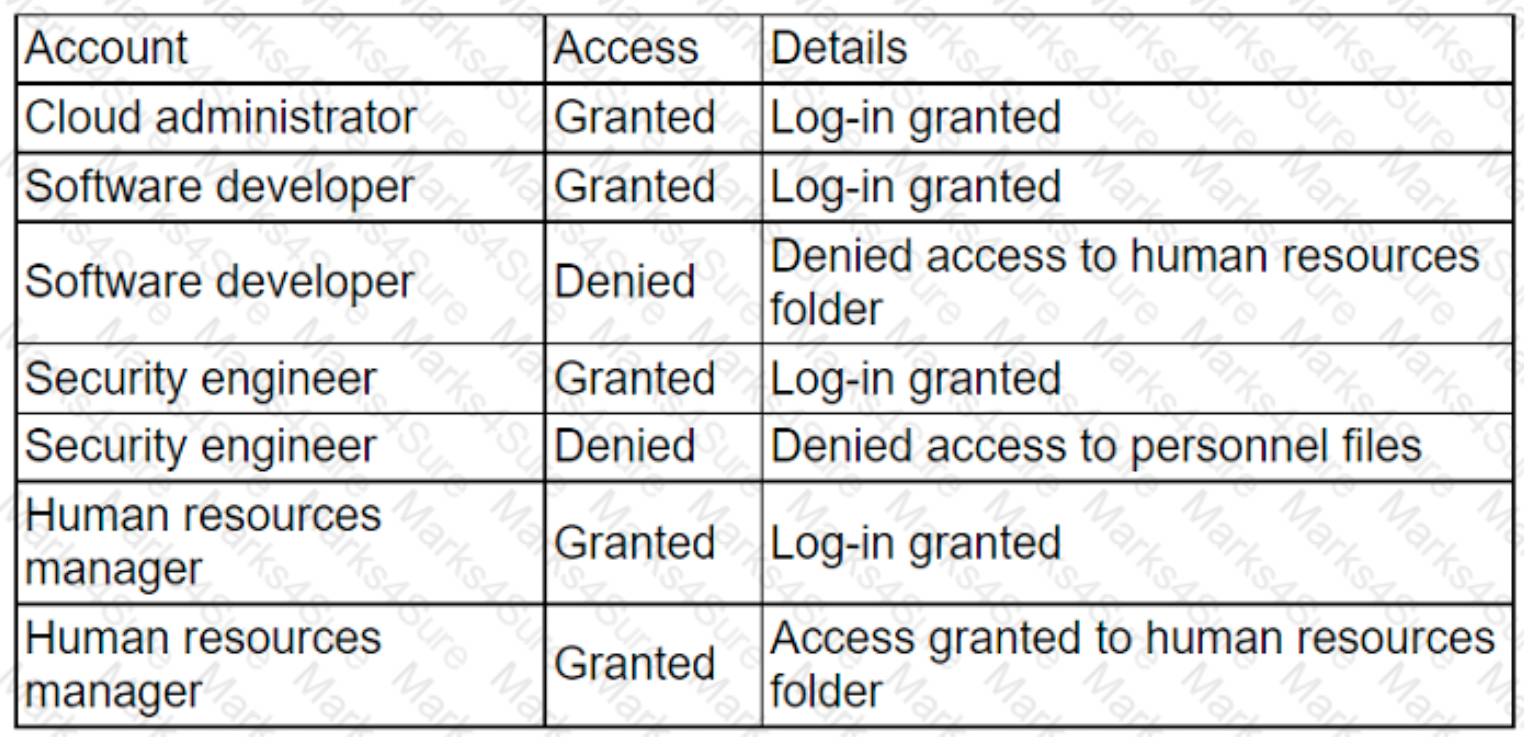 Account Access Details
Cloud administrator Granted Log-in granted
Software developer Granted Log-in granted
Software developer Denied Denied access to human resources
folder
Security engineer Granted Log-in granted
Security engineer Denied Denied access to personnel files
Human resources
manager Granted Log-in granted
Human resources
manager Granted Access granted to human resources
folder
Marks4Sure